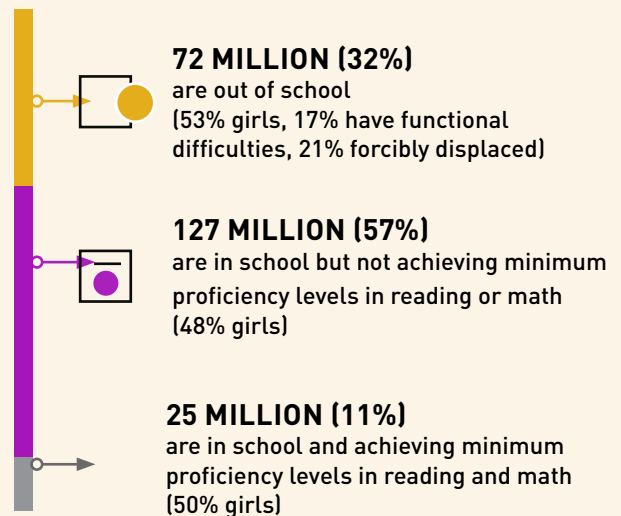 72 MILLION (32%)
are out of school
(53% girls, 17% have functional
difficulties, 21% forcibly displaced)
127 MILLION (57%)
are in school but not achieving minimum
proficiency levels in reading or math
(48% girls)
25 MILLION (11%)
are in school and achieving minimum
proficiency levels in reading and math
(50% girls)